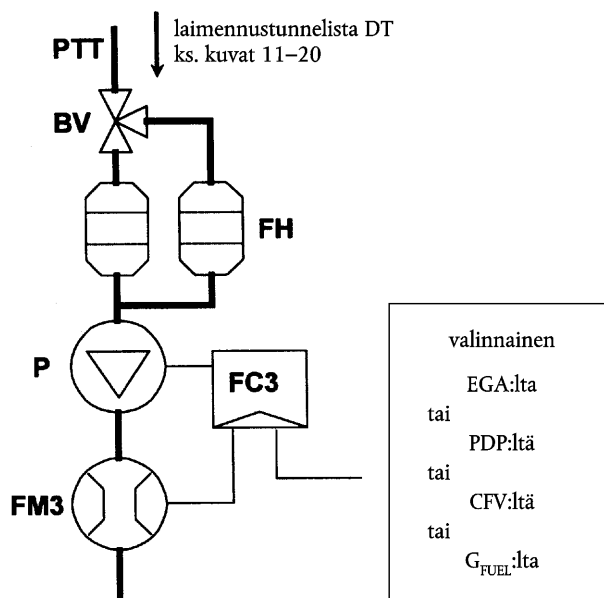 laimennustunnelista DT
ks. kuvat 11–20
PTT
BV
FH
P
FC3
FM3
valinnainen
EGA:lta
tai
PDP:ltä
tai
CFV:ltä
tai
GFUEL:lta